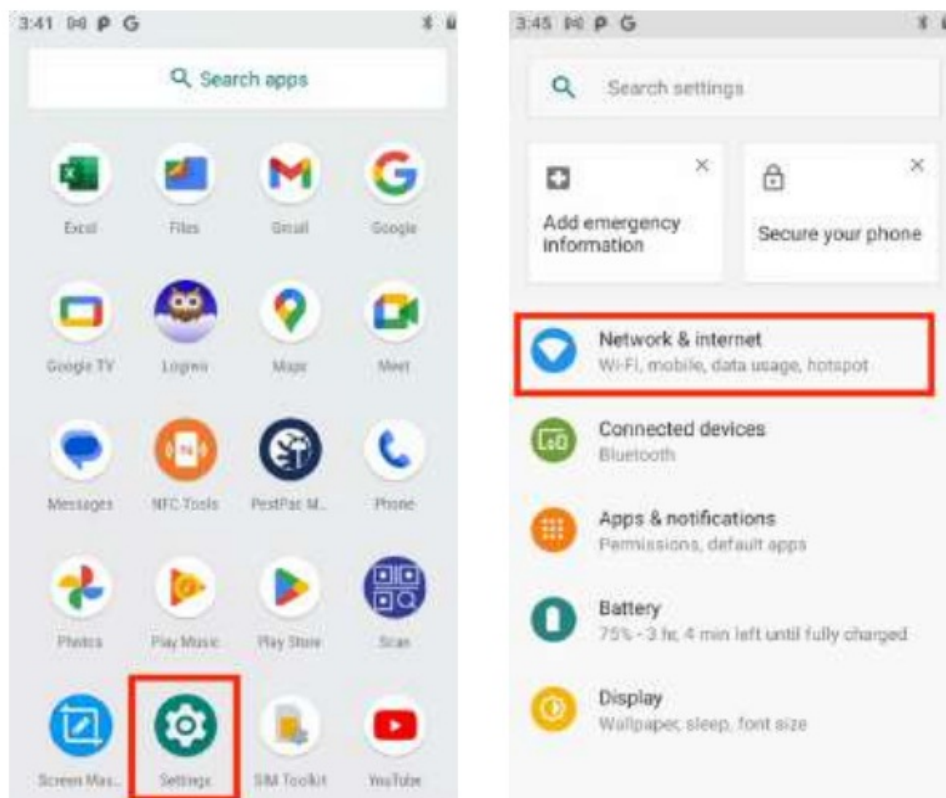 3:41 P G
Search apps
Excel Files Gmail Google
Google TV Logiwa Maps Meet
Messages NFC Tools PestPac M... Phone
Photos Play Music Play Store Scan
Screen Mas... Settings SIM Toolkit YouTube
3:45 P G
Search settings
Add emergency
information
Secure your phone
Network & internet
Wi-Fi, mobile, data usage, hotspot
Connected devices
Bluetooth
Apps & notifications
Permissions, default apps
Battery
75% - 3 hr, 4 min left until fully charged
Display
Wallpaper, sleep, font size